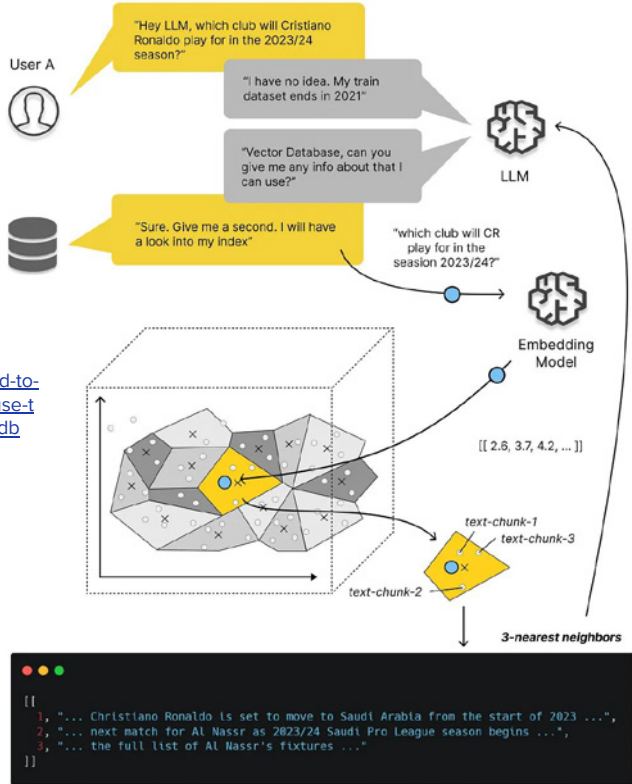 "Hey LLM, which club will Cristiano
Ronaldo play for in the 2023/24
season?"
User A
"I have no idea. My train
dataset ends in 2021"
"Vector Database, can you
give me any info about that I
can use?"
LLM
"Sure. Give me a second. I will have
a look into my index"
"which club will CR
play for in the
seasion 2023/24?"
Embedding
Model
d-to-
use-t
db
[[ 2.6, 3.7, 4.2, ... ]]
text-chunk-1
text-chunk-3
text-chunk-2
3-nearest neighbors
[[
1, "... Christiano Ronaldo is set to move to Saudi Arabia from the start of 2023 ...",
2, "... next match for Al Nassr as 2023/24 Saudi Pro League season begins ...",
3, "... the full list of Al Nassr's fixtures ..."
]]